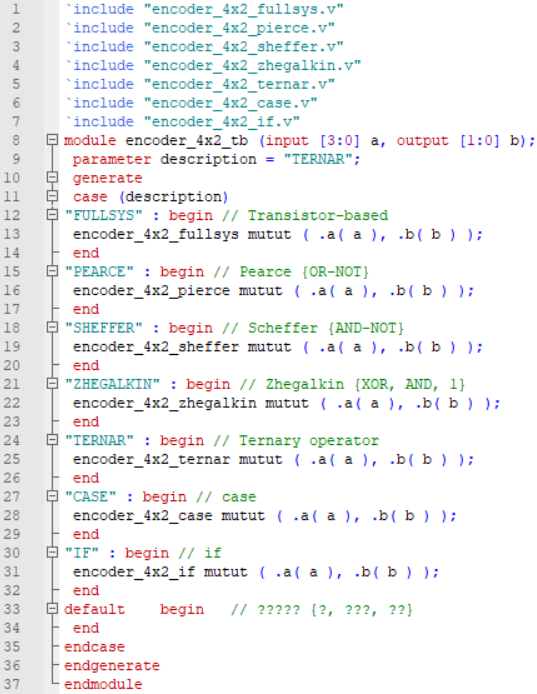 1 `include "encoder_4x2_fullsys.v"
2 `include "encoder_4x2_pierce.v"
3 `include "encoder_4x2_sheffer.v"
4 `include "encoder_4x2_zhegalkin.v"
5 `include "encoder_4x2_ternar.v"
6 `include "encoder_4x2_case.v"
7 `include "encoder_4x2_if.v"
8 module encoder_4x2_tb (input [3:0] a, output [1:0] b);
9 parameter description = "TERNAR";
10 generate
11 case (description)
12 "FULLSYS" : begin // Transistor-based
13 encoder_4x2_fullsys mutut ( .a( a ), .b( b ) );
14 end
15 "PEARCE" : begin // Pearce {OR-NOT}
16 encoder_4x2_pierce mutut ( .a( a ), .b( b ) );
17 end
18 "SHEFFER" : begin // Scheffer {AND-NOT}
19 encoder_4x2_sheffer mutut ( .a( a ), .b( b ) );
20 end
21 "ZHEGALKIN" : begin // Zhegalkin {XOR, AND, 1}
22 encoder_4x2_zhegalkin mutut ( .a( a ), .b( b ) );
23 end
24 "TERNAR" : begin // Ternary operator
25 encoder_4x2_ternar mutut ( .a( a ), .b( b ) );
26 end
27 "CASE" : begin // case
28 encoder_4x2_case mutut ( .a( a ), .b( b ) );
29 end
30 "IF" : begin // if
31 encoder_4x2_if mutut ( .a( a ), .b( b ) );
32 end
33 default begin // ????? {?, ???, ??}
34 end
35 endcase
36 endgenerate
37 endmodule